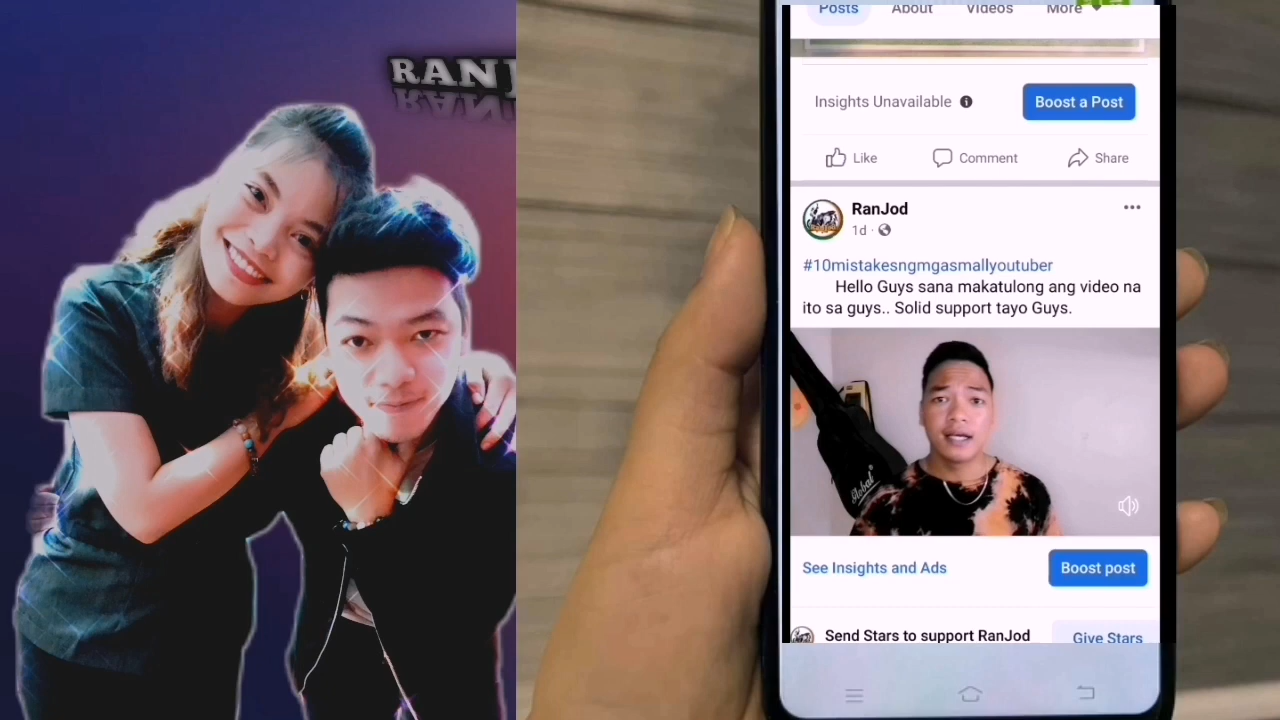 RANJ
Posts About Videos More
Insights Unavailable
Boost a Post
Like Comment Share
RanJod
1d
#10mistakesngmgasmallyoutuber
Hello Guys sana makatulong ang video na
ito sa guys.. Solid support tayo Guys.
Global
See Insights and Ads
Boost post
Send Stars to support RanJod
Give Stars